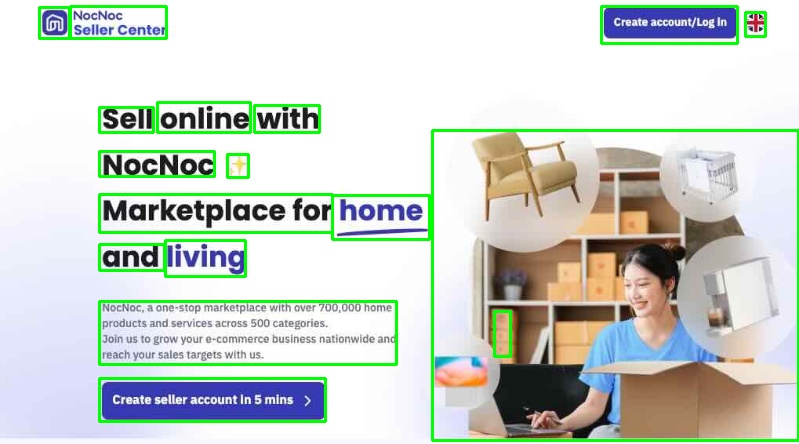 NocNoc
Seller Center
Create account/Log in
Sell online with
NocNoc ✨
Marketplace for home
and living
NocNoc, a one-stop marketplace with over 700,000 home
products and services across 500 categories.
Join us to grow your e-commerce business nationwide and
reach your sales targets with us.
Create seller account in 5 mins >